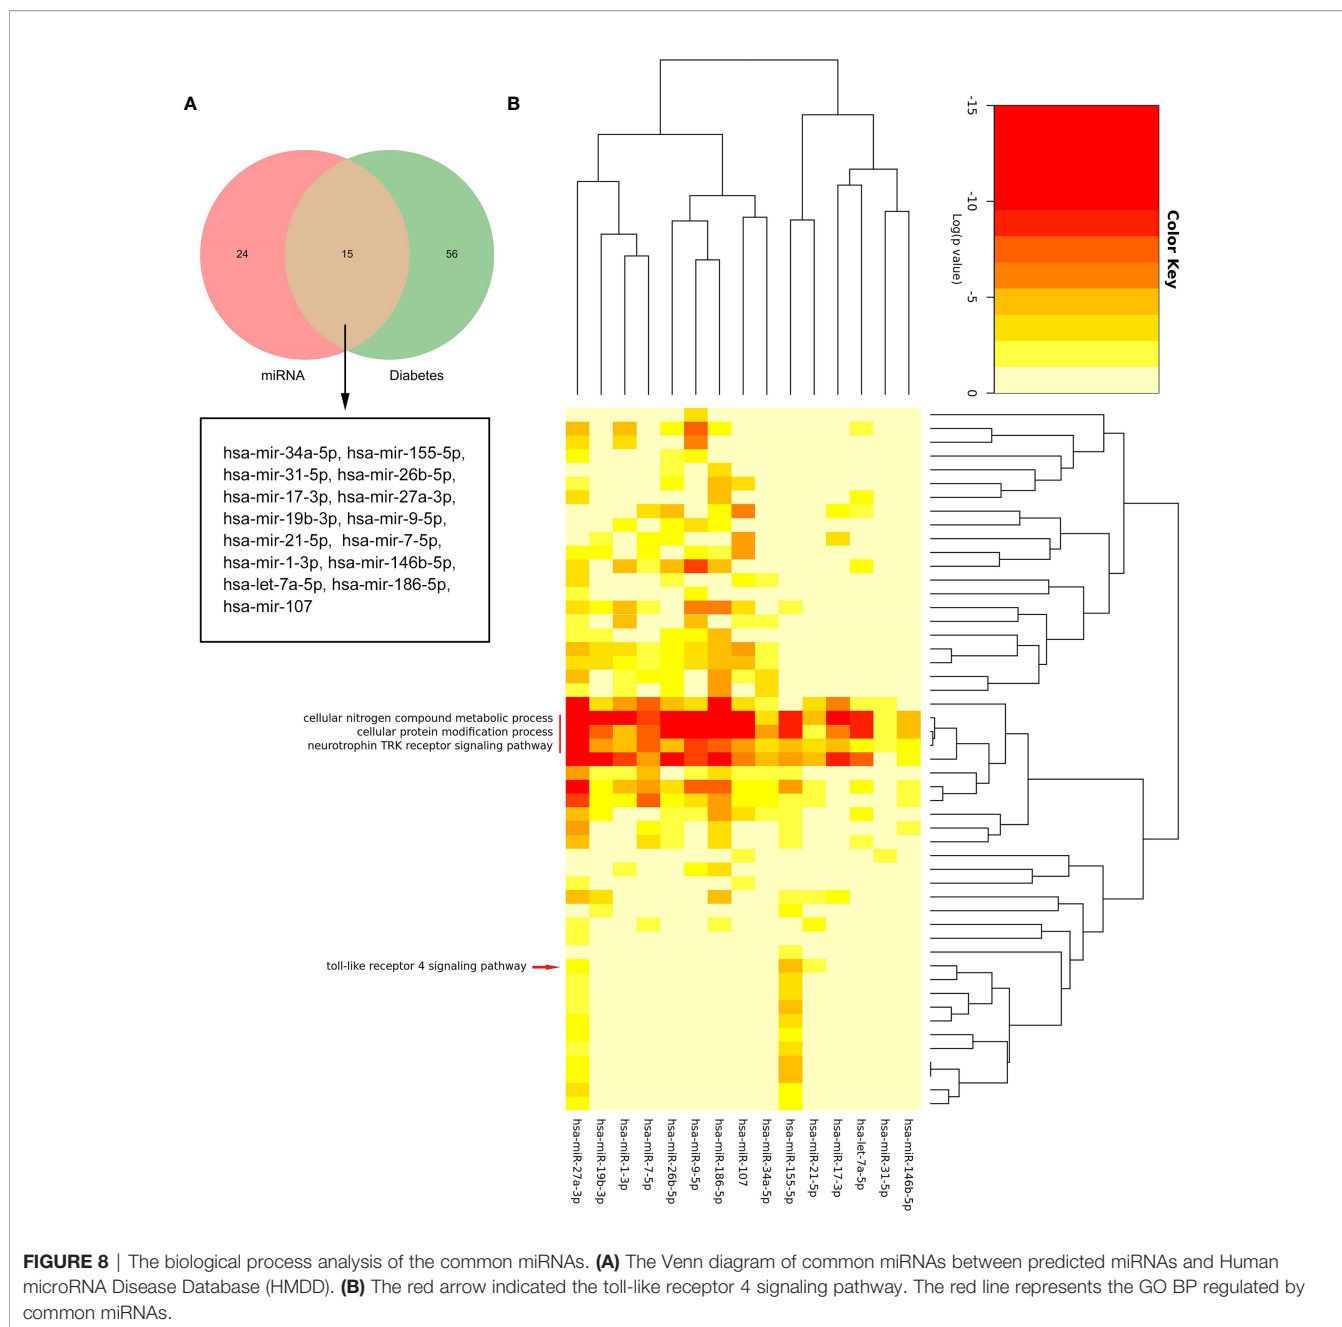 A
B
24
15
56
miRNA
Diabetes
hsa-mir-34a-5p, hsa-mir-155-5p,
hsa-mir-31-5p, hsa-mir-26b-5p,
hsa-mir-17-3p, hsa-mir-27a-3p,
hsa-mir-19b-3p, hsa-mir-9-5p,
hsa-mir-21-5p, hsa-mir-7-5p,
hsa-mir-1-3p, hsa-mir-146b-5p,
hsa-let-7a-5p, hsa-mir-186-5p,
hsa-mir-107
-15
-10
-5
0
Log(p value)
Color Key
cellular nitrogen compound metabolic process
cellular protein modification process
neurotrophin TRK receptor signaling pathway
toll-like receptor 4 signaling pathway
hsa-miR-27a-3p
hsa-miR-19b-3p
hsa-miR-1-3p
hsa-miR-7-5p
hsa-miR-26b-5p
hsa-miR-9-5p
hsa-miR-186-5p
hsa-miR-107
hsa-miR-34a-5p
hsa-miR-155-5p
hsa-miR-21-5p
hsa-miR-17-3p
hsa-let-7a-5p
hsa-miR-31-5p
hsa-miR-146b-5p
FIGURE 8 | The biological process analysis of the common miRNAs. (A) The Venn diagram of common miRNAs between predicted miRNAs and Human
microRNA Disease Database (HMDD). (B) The red arrow indicated the toll-like receptor 4 signaling pathway. The red line represents the GO BP regulated by
common miRNAs.